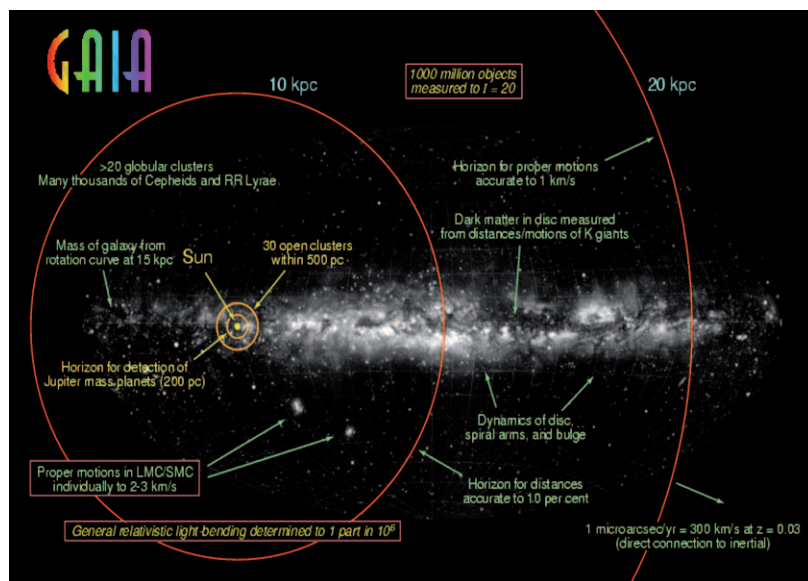 GAIA
10 kpc
1000 million objects
measured to I = 20
20 kpc
>20 globular clusters
Many thousands of Cepheids and RR Lyrae
Horizon for proper motions
accurate to 1 km/s
Dark matter in disc measured
from distances/motions of K giants
Mass of galaxy from
rotation curve at 15 kpc
Sun
30 open clusters
within 500 pc
Horizon for detection of
Jupiter mass planets (200 pc)
Dynamics of disc,
spiral arms, and bulge
Proper motions in LMC/SMC
individually to 2-3 km/s
Horizon for distances
accurate to 10 per cent
General relativistic light-bending determined to 1 part in 10⁶
1 microarcsec/yr = 300 km/s at z = 0.03
(direct connection to inertial)